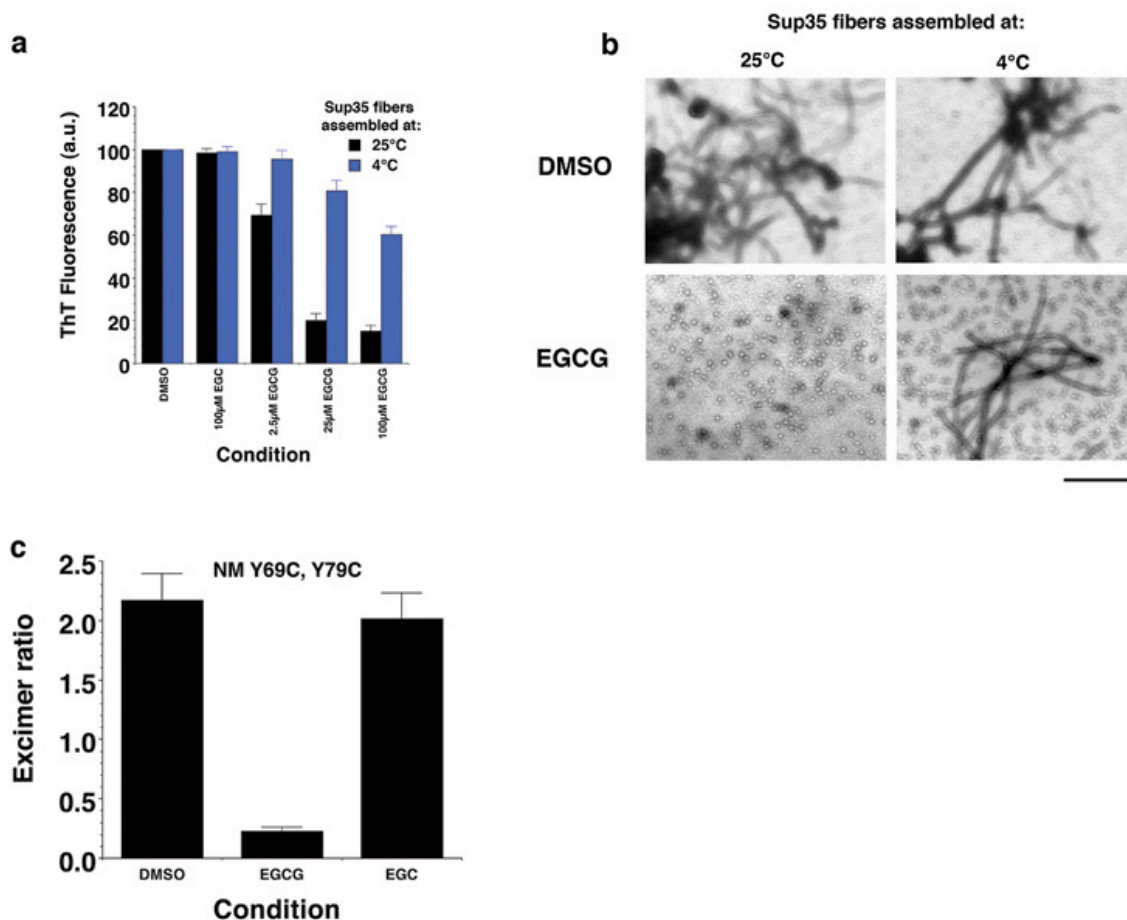 a
120
100
80
60
40
20
0
ThT Fluorescence (a.u.)
Sup35 fibers
assembled at:
25°C
4°C
DMSO
100µM EGC
2.5µM EGCG
25µM EGCG
100µM EGCG
Condition
b
Sup35 fibers assembled at:
25°C 4°C
DMSO
EGCG
c
2.5
2.0
1.5
1.0
0.5
0.0
Excimer ratio
NM Y69C, Y79C
DMSO EGCG EGC
Condition